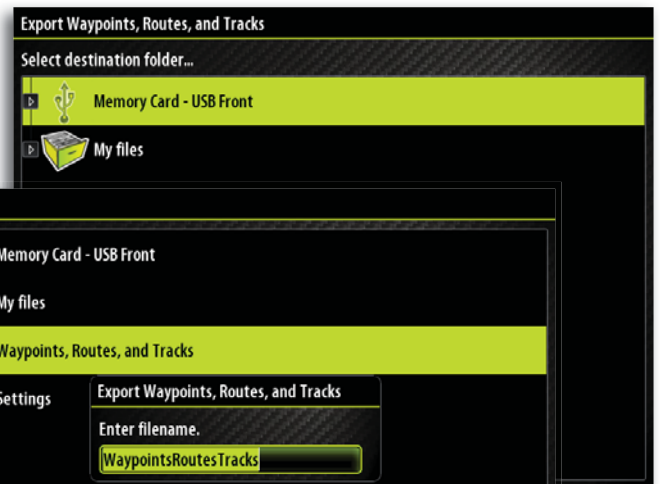 Export Waypoints, Routes, and Tracks
Select destination folder...
Memory Card - USB Front
My files
Memory Card - USB Front
My files
Waypoints, Routes, and Tracks
Settings
Export Waypoints, Routes, and Tracks
Enter filename.
WaypointsRoutesTracks